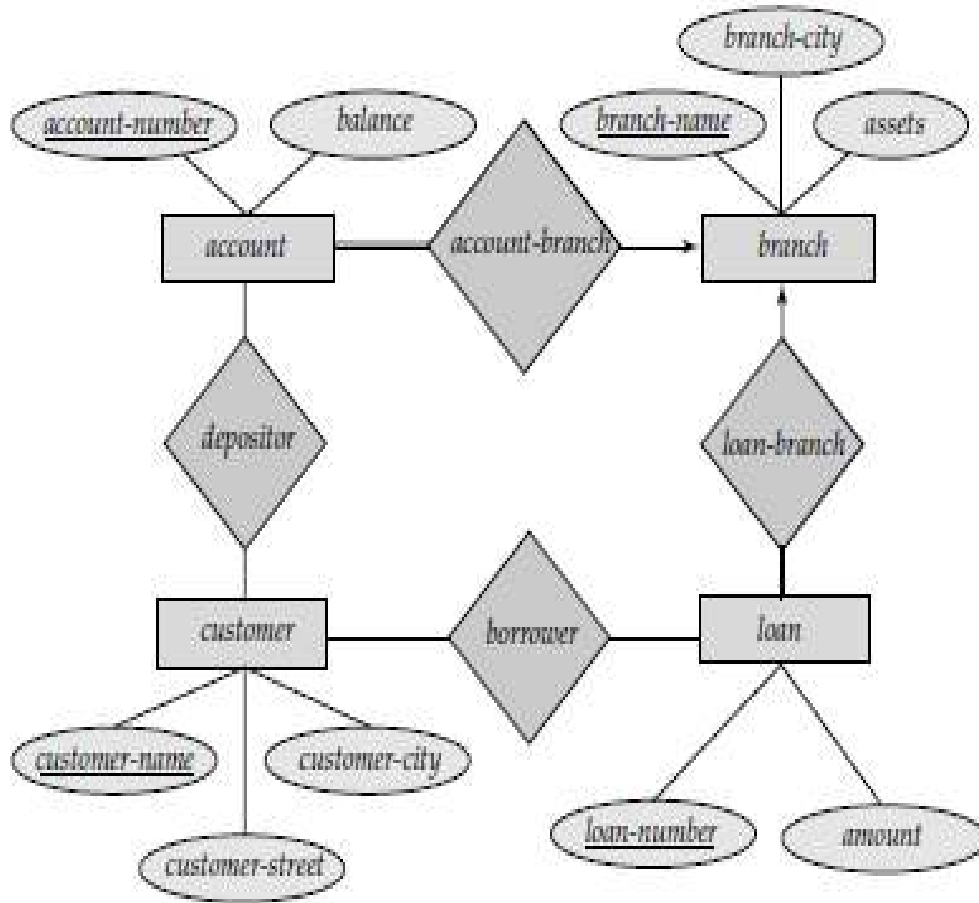 branch-city
account-number
balance
branch-name
assets
account
account-branch
branch
depositor
loan-branch
customer
borrower
loan
customer-name
customer-city
customer-street
loan-number
amount